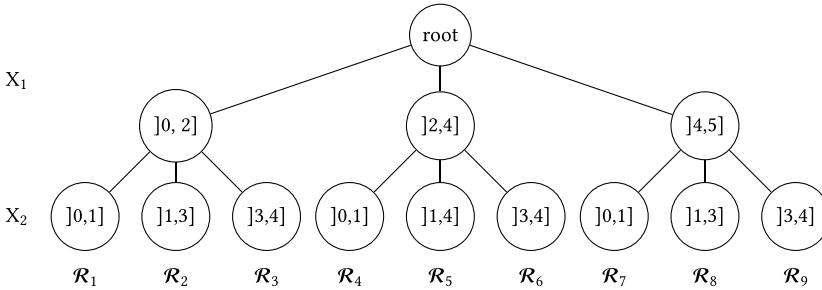 root
X₁
]0, 2] ]2,4] ]4,5]
X₂ ]0,1] ]1,3] ]3,4] ]0,1] ]1,4] ]3,4] ]0,1] ]1,3] ]3,4]
𝓡₁ 𝓡₂ 𝓡₃ 𝓡₄ 𝓡₅ 𝓡₆ 𝓡₇ 𝓡₈ 𝓡₉